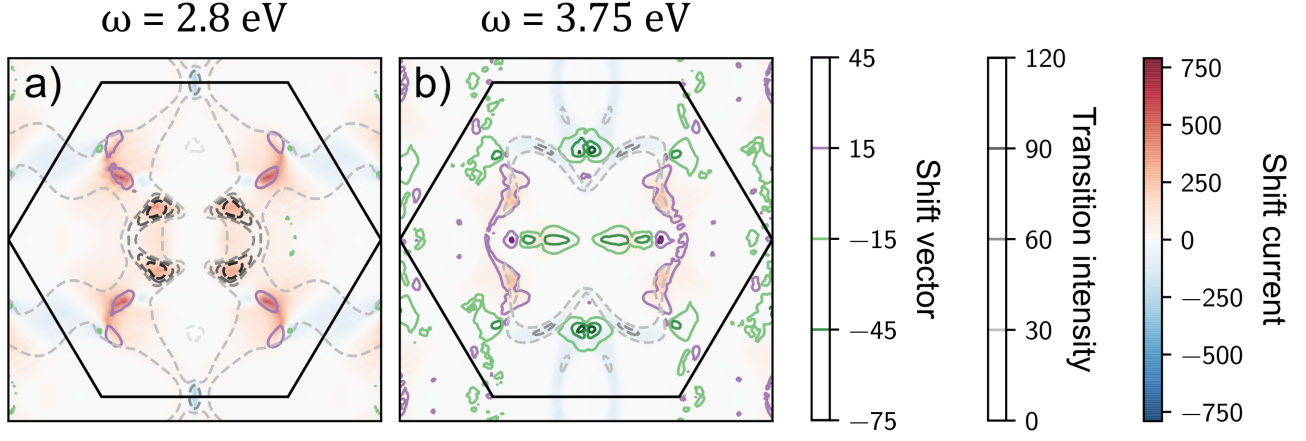 ω = 2.8 eV
ω = 3.75 eV
a)
b)
45
15
−15
−45
−75
Shift vector
120
90
60
30
0
Transition intensity
750
500
250
0
−250
−500
−750
Shift current